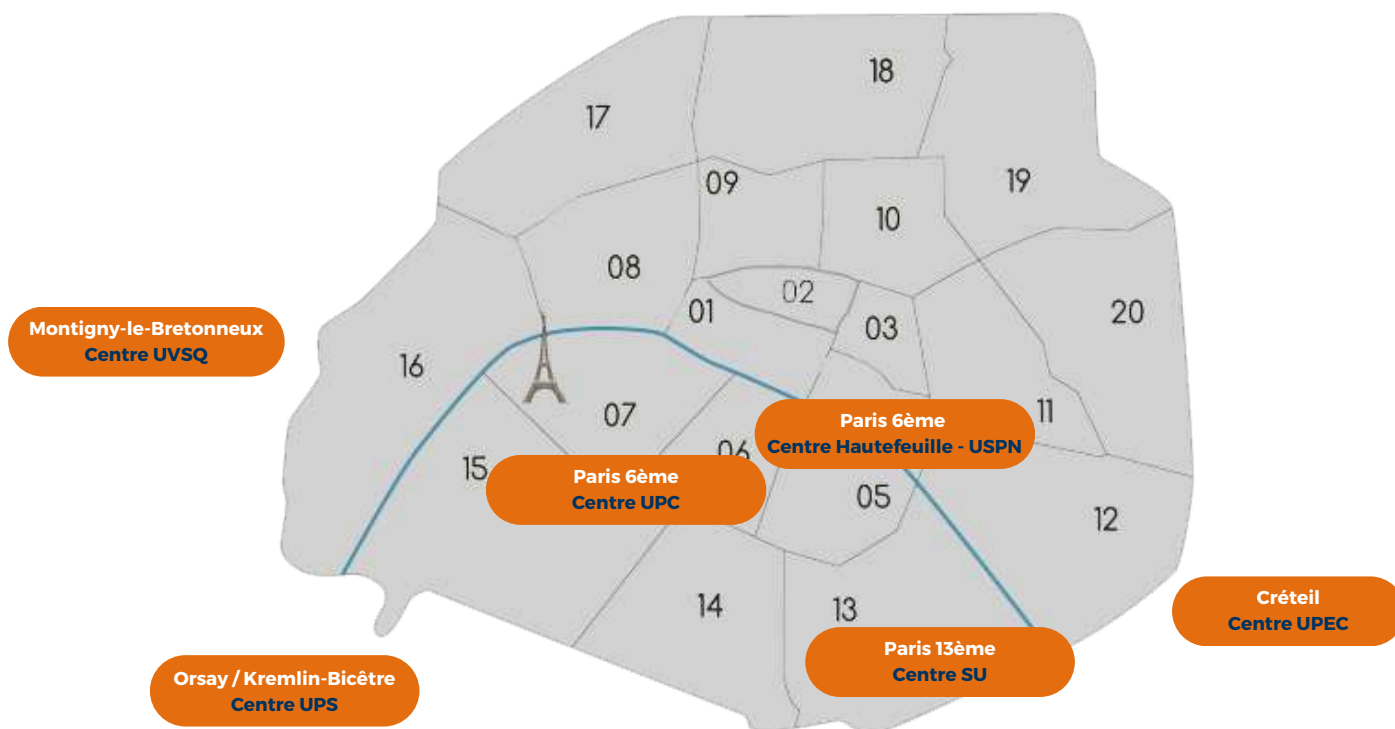 18
17
19
09
10
08
02
01
03
20
Montigny-le-Bretonneux
Centre UVSQ
16
07
11
Paris 6ème
Centre Hautefeuille - USPN
06
15
Paris 6ème
Centre UPC
05
12
14
13
Créteil
Centre UPEC
Paris 13ème
Centre SU
Orsay / Kremlin-Bicêtre
Centre UPS